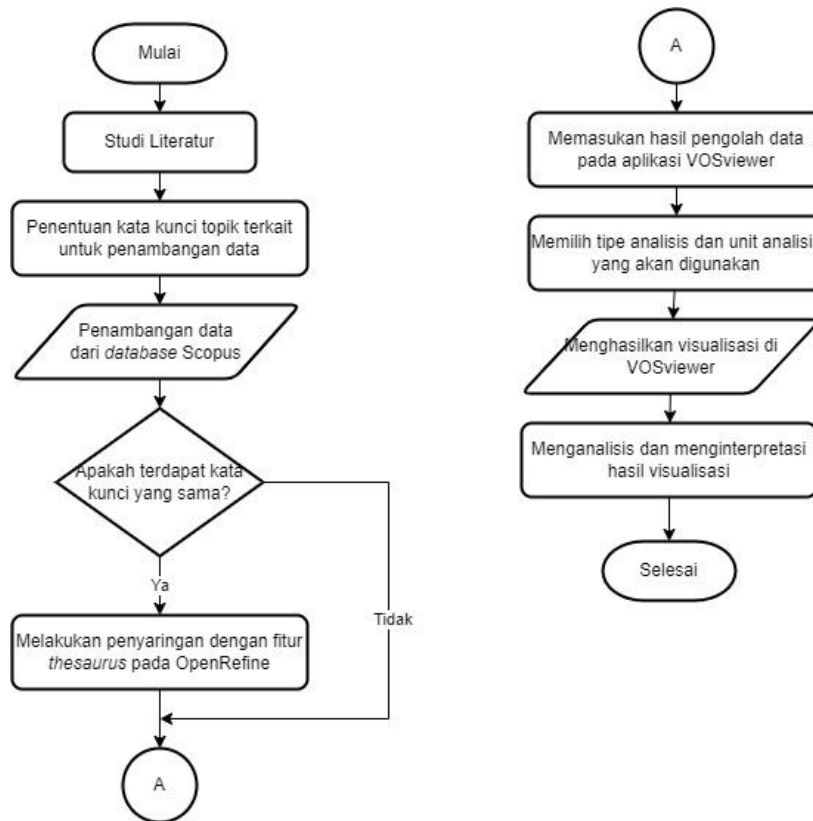 Mulai
Studi Literatur
Penentuan kata kunci topik terkait
untuk penambangan data
Penambangan data
dari database Scopus
Apakah terdapat kata
kunci yang sama?
Ya
Tidak
Melakukan penyaringan dengan fitur
thesaurus pada OpenRefine
A
A
Memasukan hasil pengolah data
pada aplikasi VOSviewer
Memilih tipe analisis dan unit analisi
yang akan digunakan
Menghasilkan visualisasi di
VOSviewer
Menganalisis dan menginterpretasi
hasil visualisasi
Selesai